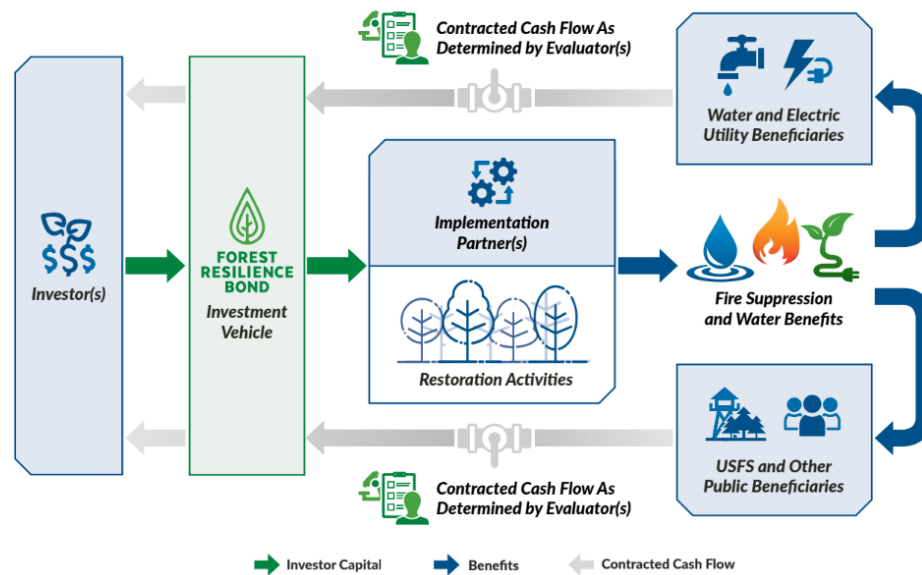 Contracted Cash Flow As
Determined by Evaluator(s)
Water and Electric
Utility Beneficiaries
Investor(s)
FOREST
RESILIENCE
BOND
Investment
Vehicle
Implementation
Partner(s)
Restoration Activities
Fire Suppression
and Water Benefits
USFS and Other
Public Beneficiaries
Contracted Cash Flow As
Determined by Evaluator(s)
Investor Capital
Benefits
Contracted Cash Flow